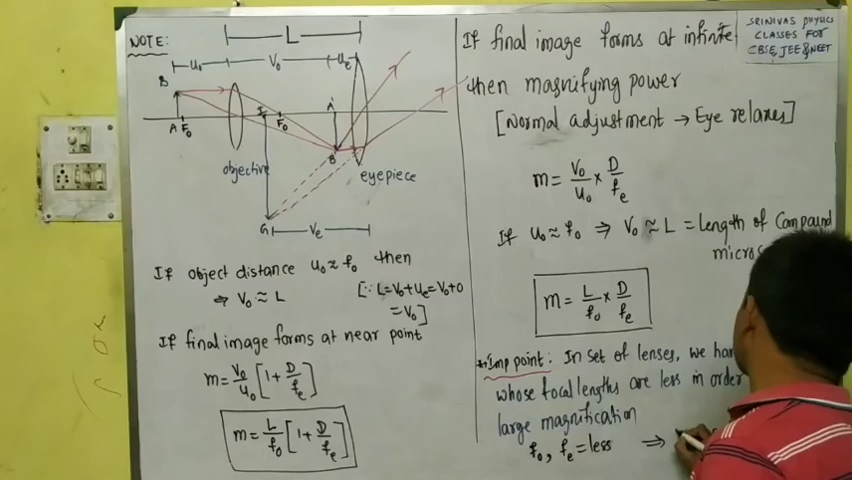 NOTE:
L
u₀ V₀ uₑ
B
A F₀ I F₀ A'
B'
objective
eyepiece
G
Vₑ
If object distance u₀ ≈ f₀ then
⇒ V₀ ≈ L [∵ L = V₀ + uₑ = V₀ + 0
= V₀]
If final image forms at near point
m = V₀/u₀ [1 + D/fₑ]
m = L/f₀ [1 + D/fₑ]
If final image forms at infinite
then magnifying power
[Normal adjustment → Eye relaxes]
m = V₀/u₀ × D/fₑ
If u₀ ≈ f₀ ⇒ V₀ ≈ L = length of Compound
m = L/f₀ × D/fₑ
Imp point: In set of lenses, we
whose focal lengths are less in order
large magnification
f₀, fₑ = less ⇒
SRINIVAS PHYSICS
CLASSES FOR
CBSE, JEE & NEET